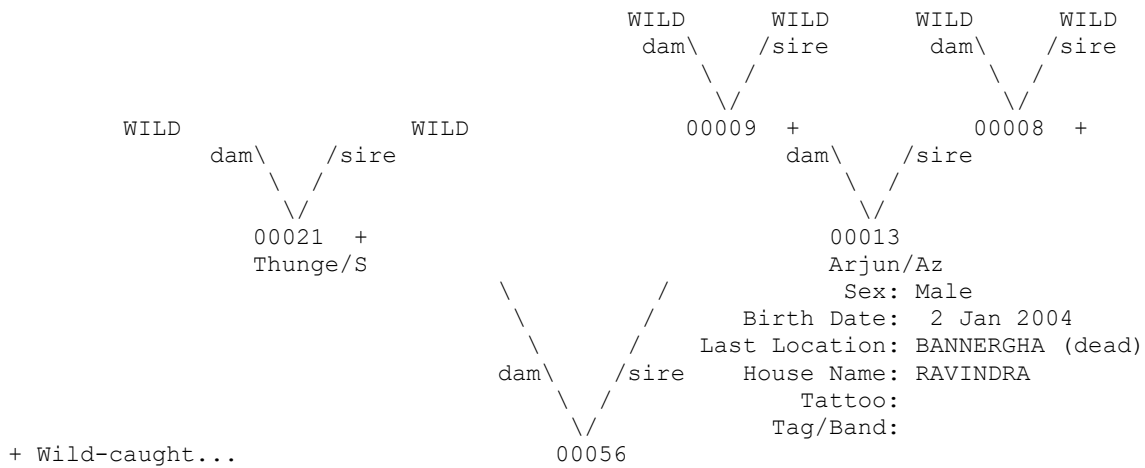 WILD WILD WILD WILD
dam\ /sire dam\ /sire
\ / \ /
\/ \/
WILD WILD 00009 + 00008 +
dam\ /sire dam\ /sire
\ / \ /
\/ \/
00021 + 00013
Thunge/S Arjun/Az
\ / Sex: Male
\ / Birth Date: 2 Jan 2004
\ / Last Location: BANNERGHA (dead)
dam\ /sire House Name: RAVINDRA
\ / Tattoo:
\/ Tag/Band:
+ Wild-caught... 00056